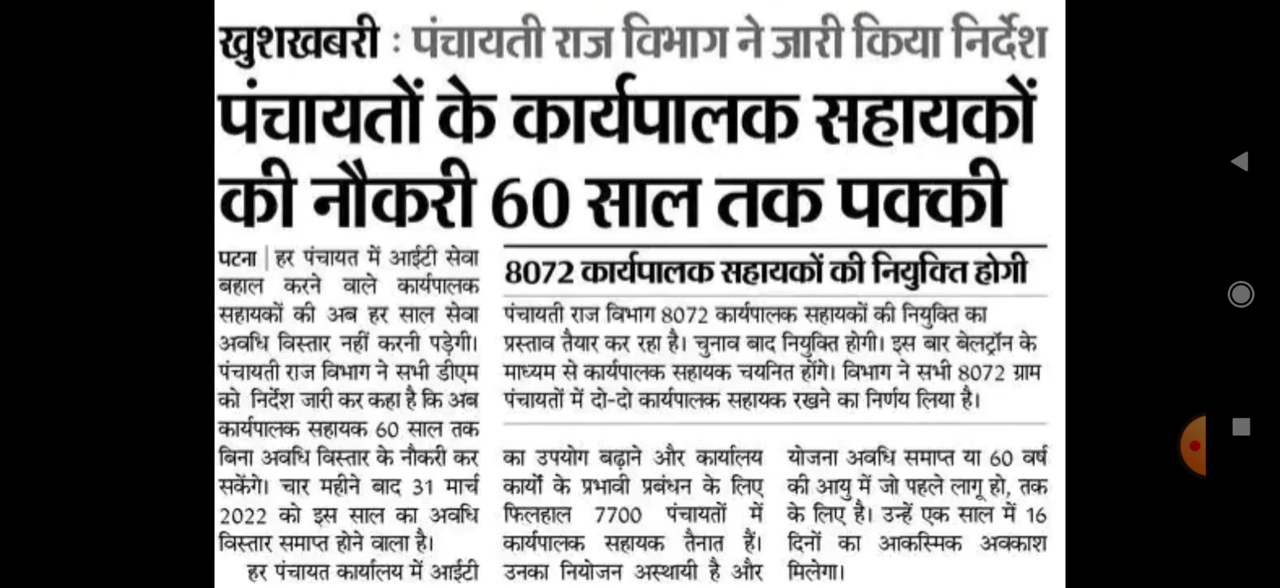 खुशखबरी : पंचायती राज विभाग ने जारी किया निर्देश
पंचायतों के कार्यपालक सहायकों
की नौकरी 60 साल तक पक्की
पटना | हर पंचायत में आईटी सेवा
बहाल करने वाले कार्यपालक
सहायकों की अब हर साल सेवा
अवधि विस्तार नहीं करनी पड़ेगी।
पंचायती राज विभाग ने सभी डीएम
को निर्देश जारी कर कहा है कि अब
कार्यपालक सहायक 60 साल तक
बिना अवधि विस्तार के नौकरी कर
सकेंगे। चार महीने बाद 31 मार्च
2022 को इस साल का अवधि
विस्तार समाप्त होने वाला है।
हर पंचायत कार्यालय में आईटी
8072 कार्यपालक सहायकों की नियुक्ति होगी
पंचायती राज विभाग 8072 कार्यपालक सहायकों की नियुक्ति का
प्रस्ताव तैयार कर रहा है। चुनाव बाद नियुक्ति होगी। इस बार बेलट्रॉन के
माध्यम से कार्यपालक सहायक चयनित होंगे। विभाग ने सभी 8072 ग्राम
पंचायतों में दो-दो कार्यपालक सहायक रखने का निर्णय लिया है।
का उपयोग बढ़ाने और कार्यालय
कार्यों के प्रभावी प्रबंधन के लिए
फिलहाल 7700 पंचायतों में
कार्यपालक सहायक तैनात हैं।
उनका नियोजन अस्थायी है और
योजना अवधि समाप्त या 60 वर्ष
की आयु में जो पहले लागू हो, तक
के लिए है। उन्हें एक साल में 16
दिनों का आकस्मिक अवकाश
मिलेगा।